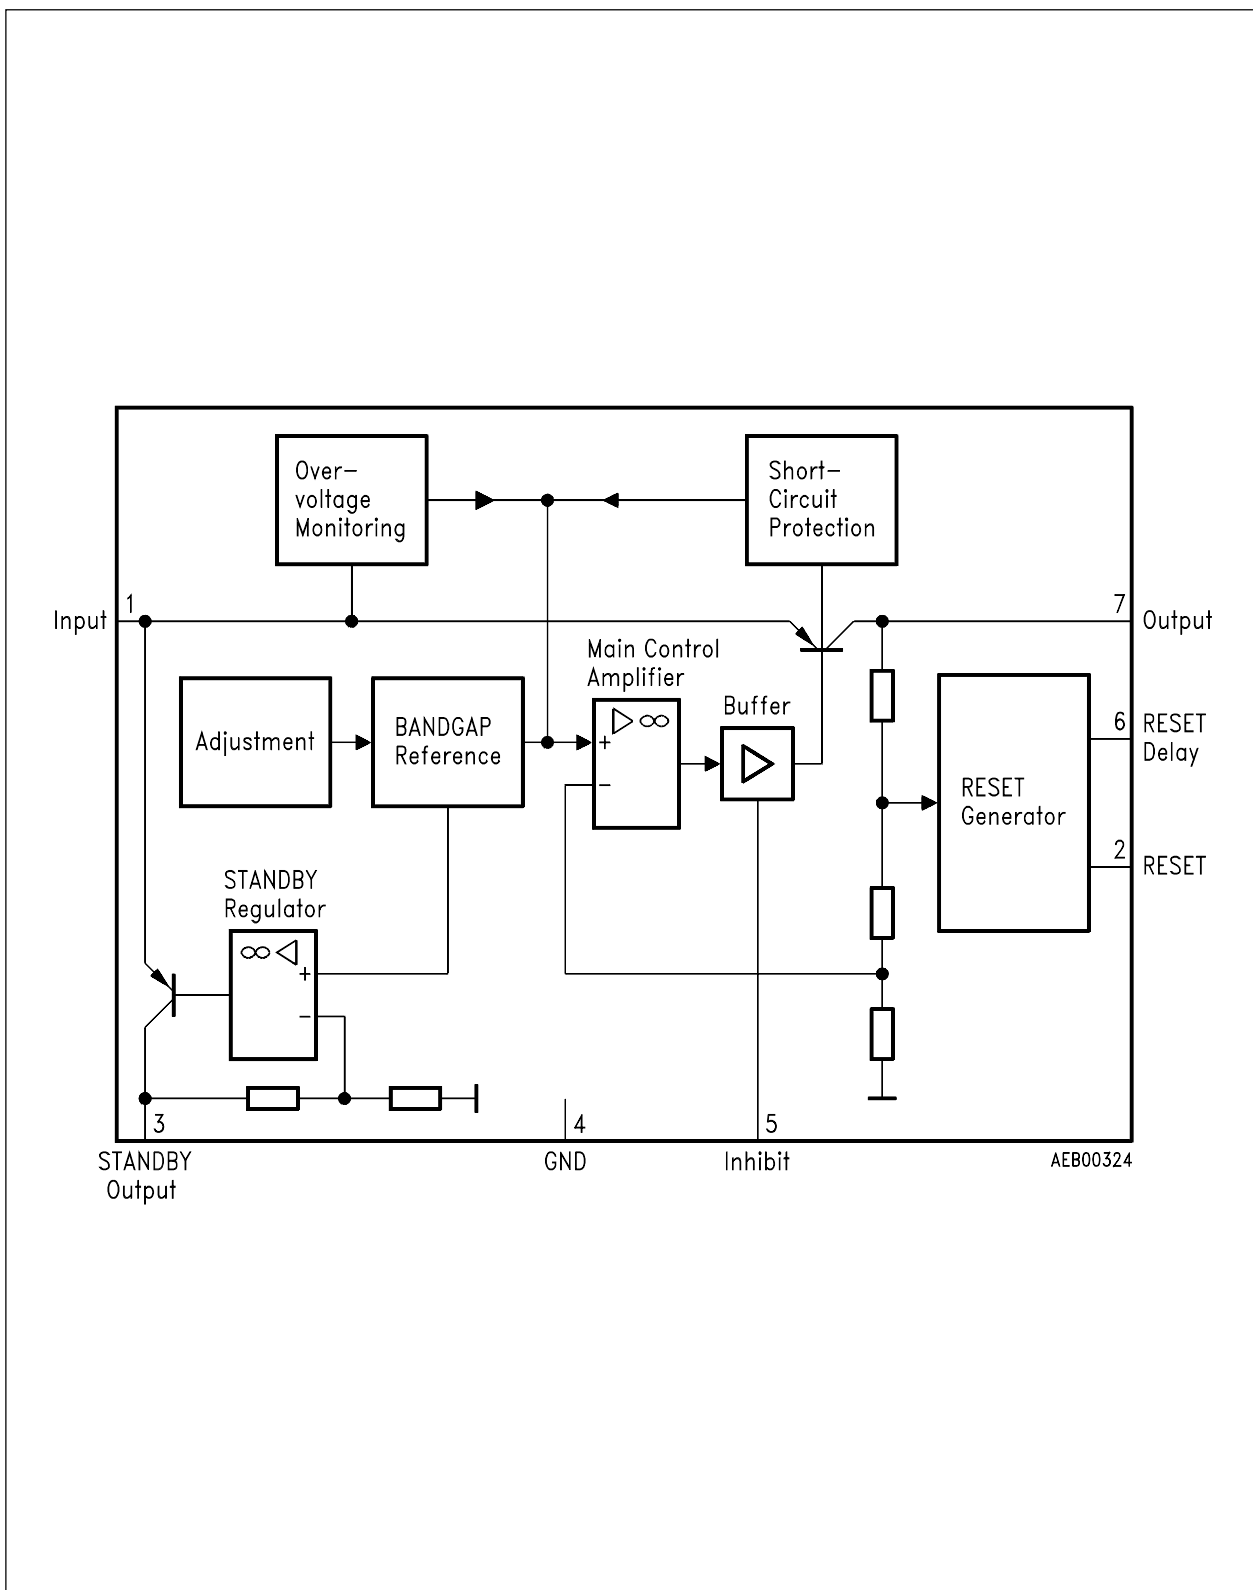 Over-
voltage
Monitoring
Short-
Circuit
Protection
1
Input
7
Output
Main Control
Amplifier
Adjustment
BANDGAP
Reference
▷ ∞
+
−
Buffer
▷
6
RESET
Delay
RESET
Generator
2
RESET
STANDBY
Regulator
∞ ◁
+
−
3
STANDBY
Output
4
GND
5
Inhibit
AEB00324